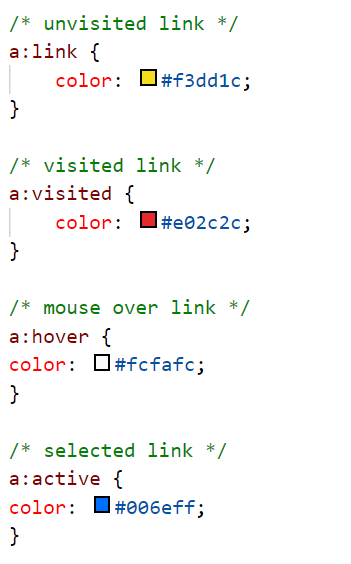 /* unvisited link */
a:link {
    color: #f3dd1c;
}

/* visited link */
a:visited {
    color: #e02c2c;
}

/* mouse over link */
a:hover {
color: #fcfafc;
}

/* selected link */
a:active {
color: #006eff;
}